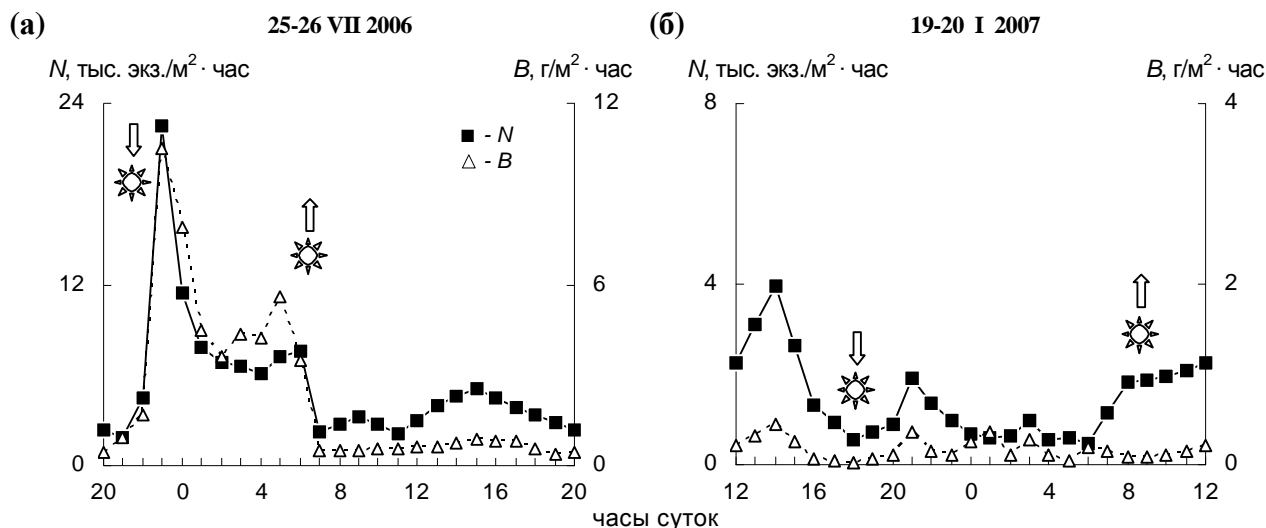 (а) 25-26 VII 2006 (б) 19-20 I 2007
N, тыс. экз./м² · час B, г/м² · час N, тыс. экз./м² · час B, г/м² · час
24 12 8 4
- N
- B
12 6 4 2
0 0 0 0
20 0 4 8 12 16 20 12 16 20 0 4 8 12
часы суток